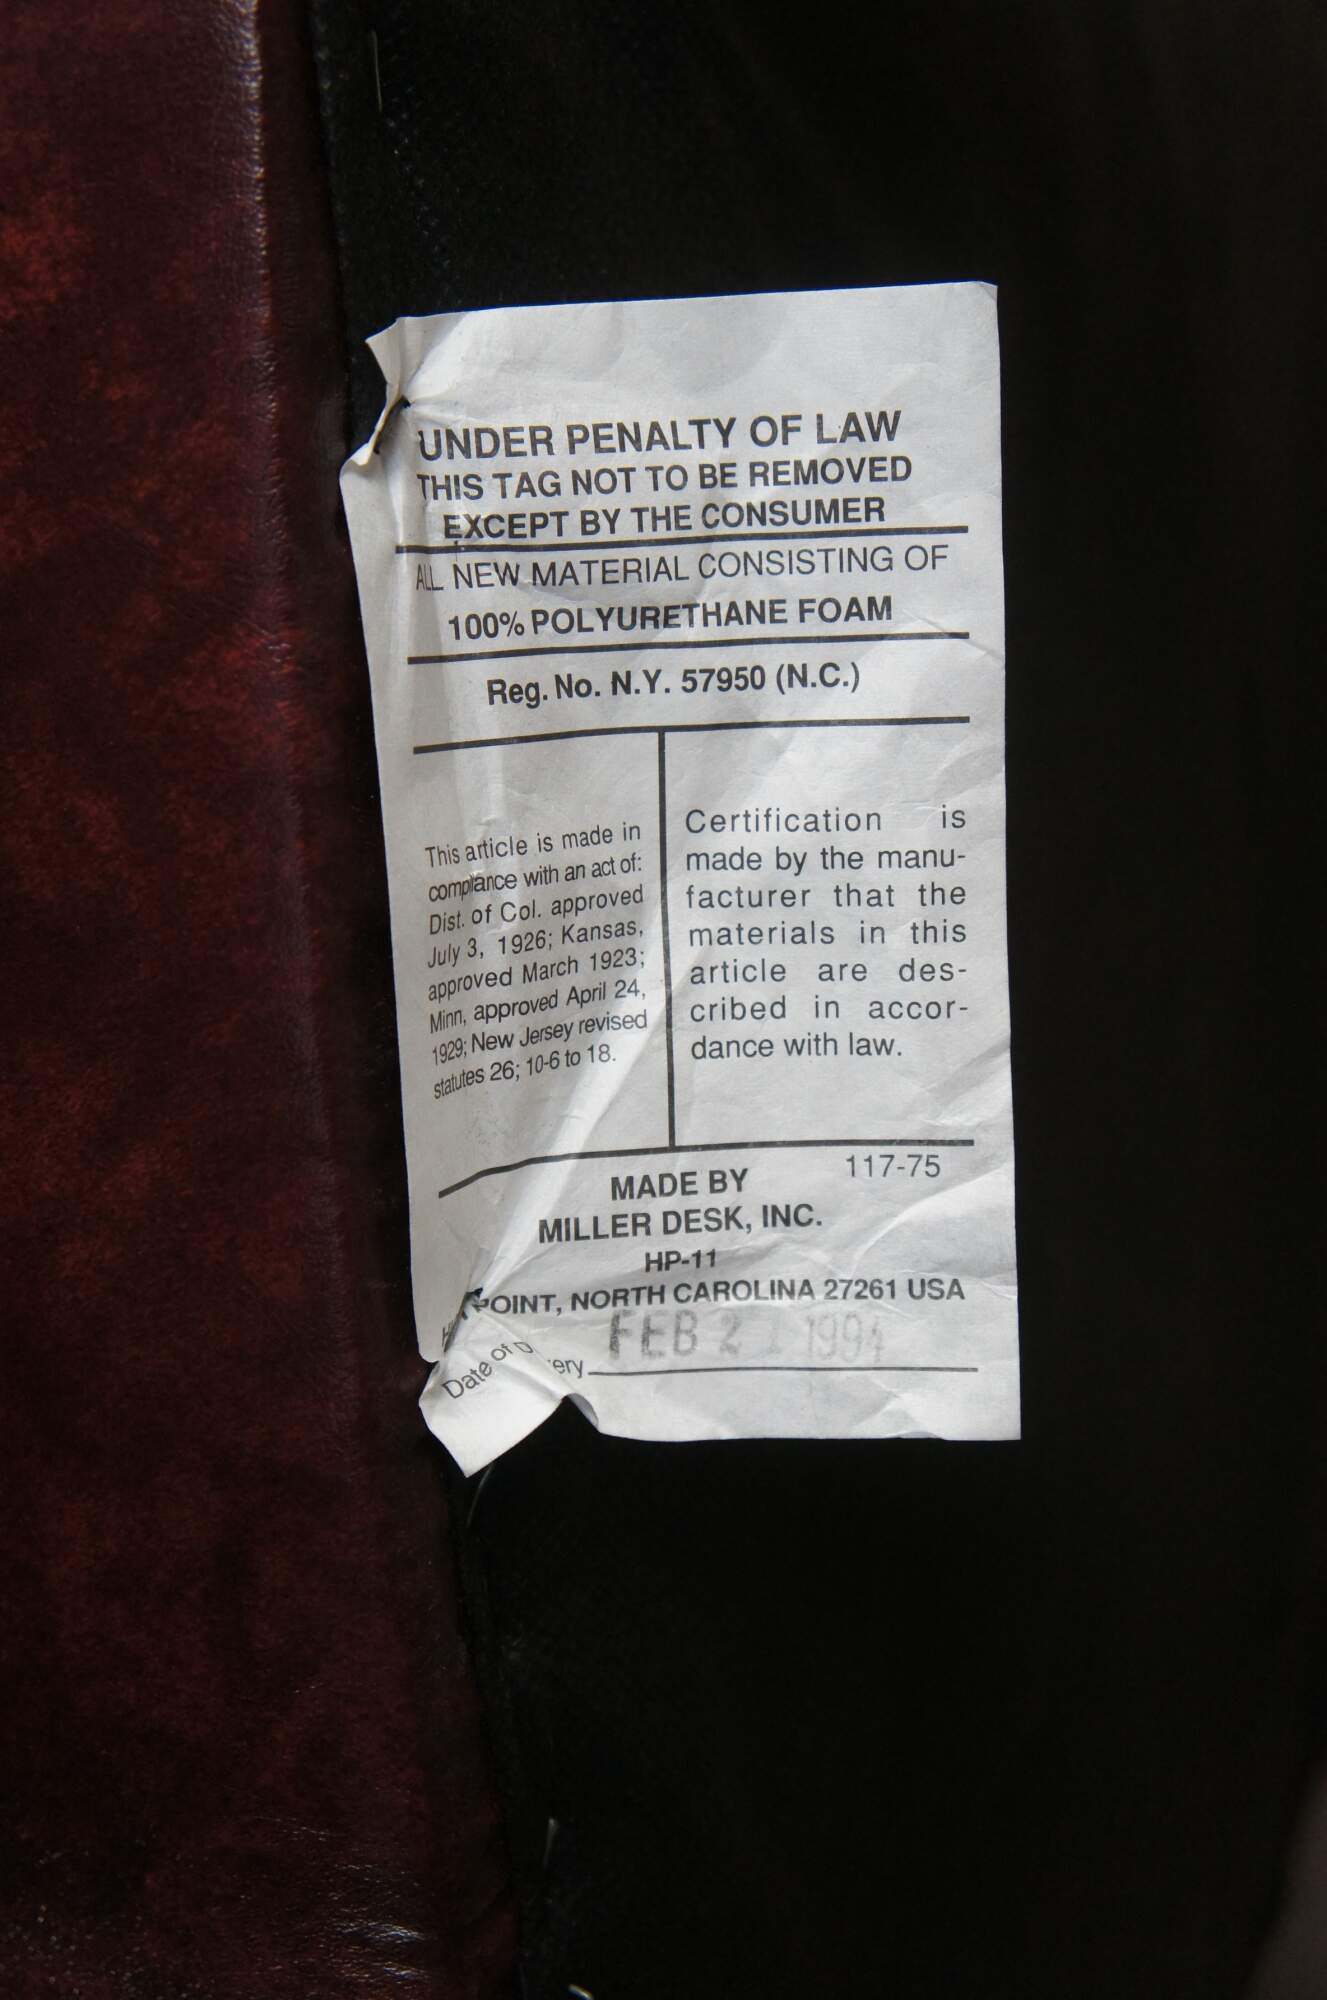 UNDER PENALTY OF LAW
THIS TAG NOT TO BE REMOVED
EXCEPT BY THE CONSUMER
ALL NEW MATERIAL CONSISTING OF
100% POLYURETHANE FOAM
Reg. No. N.Y. 57950 (N.C.)
This article is made in
compliance with an act of:
Dist. of Col. approved
July 3, 1926; Kansas,
approved March 1923;
Minn, approved April 24,
1929; New Jersey revised
statutes 26; 10-6 to 18.
Certification is
made by the manu-
facturer that the
materials in this
article are des-
cribed in accor-
dance with law.
117-75
MADE BY
MILLER DESK, INC.
HP-11
POINT, NORTH CAROLINA 27261 USA
FEB 21 1994
Date of